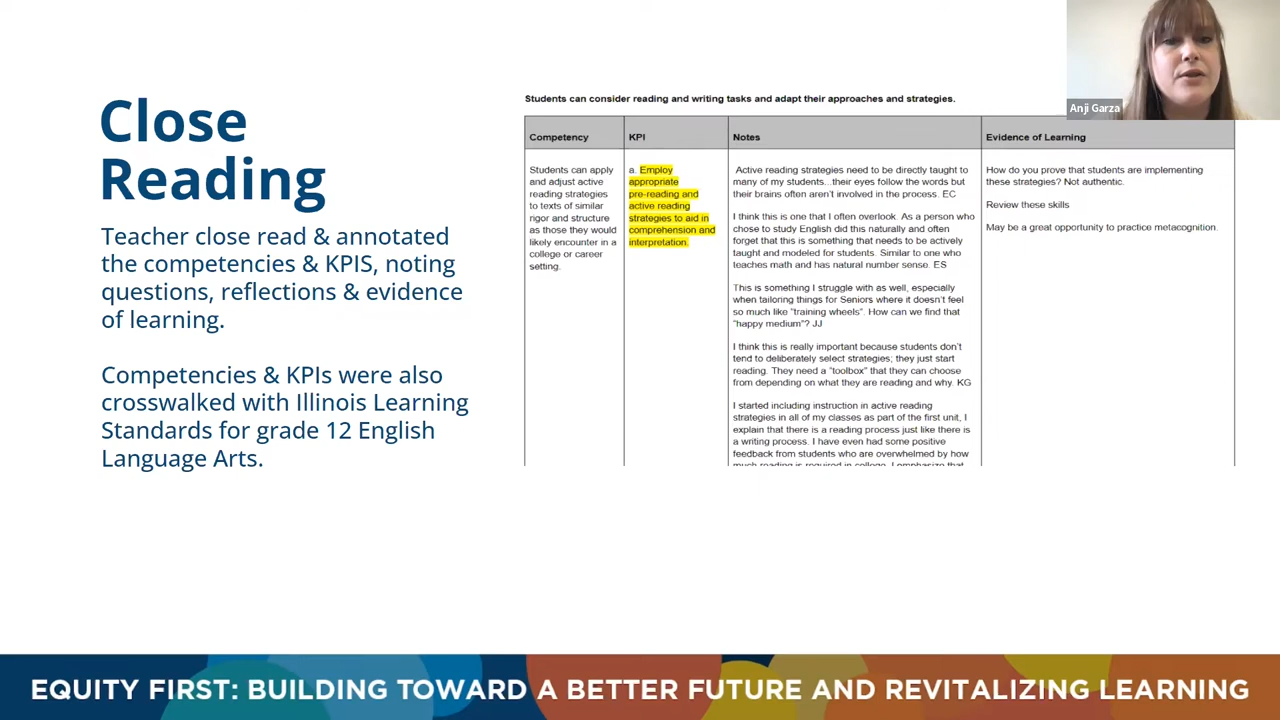 Close
Reading
Teacher close read & annotated
the competencies & KPIS, noting
questions, reflections & evidence
of learning.
Competencies & KPIs were also
crosswalked with Illinois Learning
Standards for grade 12 English
Language Arts.
Students can consider reading and writing tasks and adapt their approaches and strategies.
Competency
KPI
Notes
Evidence of Learning
Students can apply
and adjust active
reading strategies
to texts of similar
rigor and structure
as those they would
likely encounter in a
college or career
setting.
a. Employ
appropriate
pre-reading and
active reading
strategies to aid in
comprehension and
interpretation.
Active reading strategies need to be directly taught to
many of my students...their eyes follow the words but
their brains often aren't involved in the process. EC
I think this is one that I often overlook. As a person who
chose to study English did this naturally and often
forget that this is something that needs to be actively
taught and modeled for students. Similar to one who
teaches math and has natural number sense. ES
This is something I struggle with as well, especially
when tailoring things for Seniors where it doesn't feel
so much like "training wheels". How can we find that
"happy medium"? JJ
I think this is really important because students don't
tend to deliberately select strategies; they just start
reading. They need a "toolbox" that they can choose
from depending on what they are reading and why. KG
I started including instruction in active reading
strategies in all of my classes as part of the first unit, I
explain that there is a reading process just like there is
a writing process. I have even had some positive
feedback from students who are overwhelmed by how
much reading is required in college. I emphasize that
How do you prove that students are implementing
these strategies? Not authentic.
Review these skills
May be a great opportunity to practice metacognition.
Anji Garza
EQUITY FIRST: BUILDING TOWARD A BETTER FUTURE AND REVITALIZING LEARNING